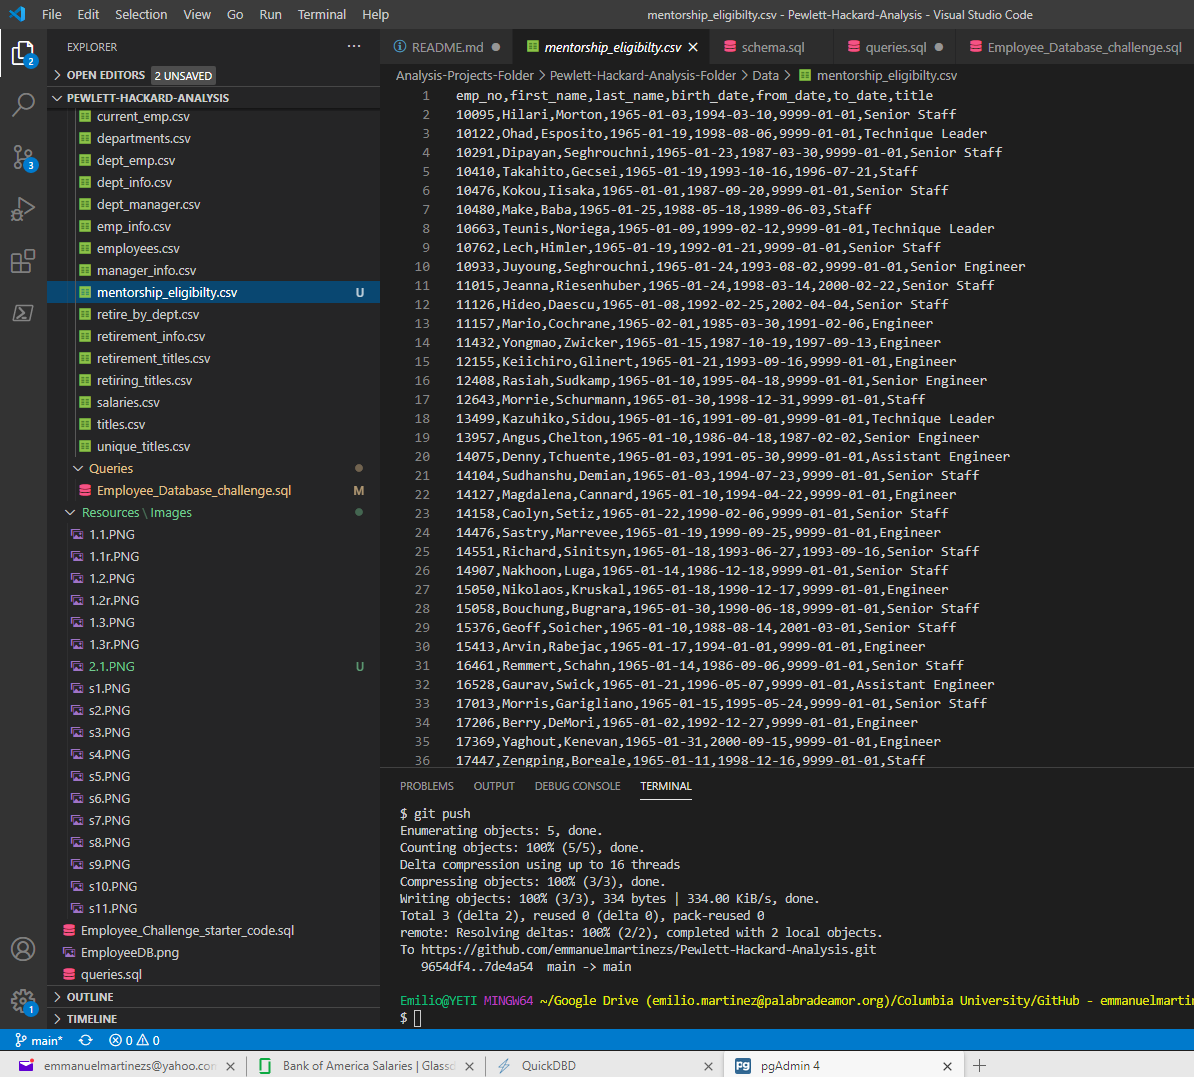 File Edit Selection View Go Run Terminal Help mentorship_eligibilty.csv - Pewlett-Hackard-Analysis - Visual Studio Code
EXPLORER ...
OPEN EDITORS 2 UNSAVED
PEWLETT-HACKARD-ANALYSIS
current_emp.csv
departments.csv
dept_emp.csv
dept_info.csv
dept_manager.csv
emp_info.csv
employees.csv
manager_info.csv
mentorship_eligibilty.csv U
retire_by_dept.csv
retirement_info.csv
retirement_titles.csv
retiring_titles.csv
salaries.csv
titles.csv
unique_titles.csv
Queries
Employee_Database_challenge.sql M
Resources \ Images
1.1.PNG
1.1r.PNG
1.2.PNG
1.2r.PNG
1.3.PNG
1.3r.PNG
2.1.PNG U
s1.PNG
s2.PNG
s3.PNG
s4.PNG
s5.PNG
s6.PNG
s7.PNG
s8.PNG
s9.PNG
s10.PNG
s11.PNG
Employee_Challenge_starter_code.sql
EmployeeDB.png
queries.sql
OUTLINE
TIMELINE
2
3
1
README.md mentorship_eligibilty.csv schema.sql queries.sql Employee_Database_challenge.sql
Analysis-Projects-Folder > Pewlett-Hackard-Analysis-Folder > Data > mentorship_eligibilty.csv
1 emp_no,first_name,last_name,birth_date,from_date,to_date,title
2 10095,Hilari,Morton,1965-01-03,1994-03-10,9999-01-01,Senior Staff
3 10122,Ohad,Esposito,1965-01-19,1998-08-06,9999-01-01,Technique Leader
4 10291,Dipayan,Seghrouchni,1965-01-23,1987-03-30,9999-01-01,Senior Staff
5 10410,Takahito,Gecsei,1965-01-19,1993-10-16,1996-07-21,Staff
6 10476,Kokou,Iisaka,1965-01-01,1987-09-20,9999-01-01,Senior Staff
7 10480,Make,Baba,1965-01-25,1988-05-18,1989-06-03,Staff
8 10663,Teunis,Noriega,1965-01-09,1999-02-12,9999-01-01,Technique Leader
9 10762,Lech,Himler,1965-01-19,1992-01-21,9999-01-01,Senior Staff
10 10933,Juyoung,Seghrouchni,1965-01-24,1993-08-02,9999-01-01,Senior Engineer
11 11015,Jeanna,Riesenhuber,1965-01-24,1998-03-14,2000-02-22,Senior Staff
12 11126,Hideo,Daescu,1965-01-08,1992-02-25,2002-04-04,Senior Staff
13 11157,Mario,Cochrane,1965-02-01,1985-03-30,1991-02-06,Engineer
14 11432,Yongmao,Zwicker,1965-01-15,1987-10-19,1997-09-13,Engineer
15 12155,Keiichiro,Glinert,1965-01-21,1993-09-16,9999-01-01,Engineer
16 12408,Rasiah,Sudkamp,1965-01-10,1995-04-18,9999-01-01,Senior Engineer
17 12643,Morrie,Schurmann,1965-01-30,1998-12-31,9999-01-01,Staff
18 13499,Kazuhiko,Sidou,1965-01-16,1991-09-01,9999-01-01,Technique Leader
19 13957,Angus,Chelton,1965-01-10,1986-04-18,1987-02-02,Senior Engineer
20 14075,Denny,Tchuente,1965-01-03,1991-05-30,9999-01-01,Assistant Engineer
21 14104,Sudhanshu,Demian,1965-01-03,1994-07-23,9999-01-01,Senior Staff
22 14127,Magdalena,Cannard,1965-01-10,1994-04-22,9999-01-01,Engineer
23 14158,Caolyn,Setiz,1965-01-22,1990-02-06,9999-01-01,Senior Staff
24 14476,Sastry,Marrevee,1965-01-19,1999-09-25,9999-01-01,Engineer
25 14551,Richard,Sinitsyn,1965-01-18,1993-06-27,1993-09-16,Senior Staff
26 14907,Nakhoon,Luga,1965-01-14,1986-12-18,9999-01-01,Senior Staff
27 15050,Nikolaos,Kruskal,1965-01-18,1990-12-17,9999-01-01,Engineer
28 15058,Bouchung,Bugrara,1965-01-30,1990-06-18,9999-01-01,Senior Staff
29 15376,Geoff,Soicher,1965-01-10,1988-08-14,2001-03-01,Senior Staff
30 15413,Arvin,Rabejac,1965-01-17,1994-01-01,9999-01-01,Engineer
31 16461,Remmert,Schahn,1965-01-14,1986-09-06,9999-01-01,Senior Staff
32 16528,Gaurav,Swick,1965-01-21,1996-05-07,9999-01-01,Assistant Engineer
33 17013,Morris,Garigliano,1965-01-15,1995-05-24,9999-01-01,Senior Staff
34 17206,Berry,DeMori,1965-01-02,1992-12-27,9999-01-01,Engineer
35 17369,Yaghout,Kenevan,1965-01-31,2000-09-15,9999-01-01,Engineer
36 17447,Zengping,Boreale,1965-01-11,1998-12-16,9999-01-01,Staff
PROBLEMS OUTPUT DEBUG CONSOLE TERMINAL
$ git push
Enumerating objects: 5, done.
Counting objects: 100% (5/5), done.
Delta compression using up to 16 threads
Compressing objects: 100% (3/3), done.
Writing objects: 100% (3/3), 334 bytes | 334.00 KiB/s, done.
Total 3 (delta 2), reused 0 (delta 0), pack-reused 0
remote: Resolving deltas: 100% (2/2), completed with 2 local objects.
To https://github.com/emmanuelmartinezs/Pewlett-Hackard-Analysis.git
9654df4..7de4a54 main -> main
Emilio@YETI MINGW64 ~/Google Drive (emilio.martinez@palabradeamor.org)/Columbia University/GitHub - emmanuelmartin
$
main* 0 0
emmanuelmartinezs@yahoo.con Bank of America Salaries | Glassd QuickDBD pg pgAdmin 4